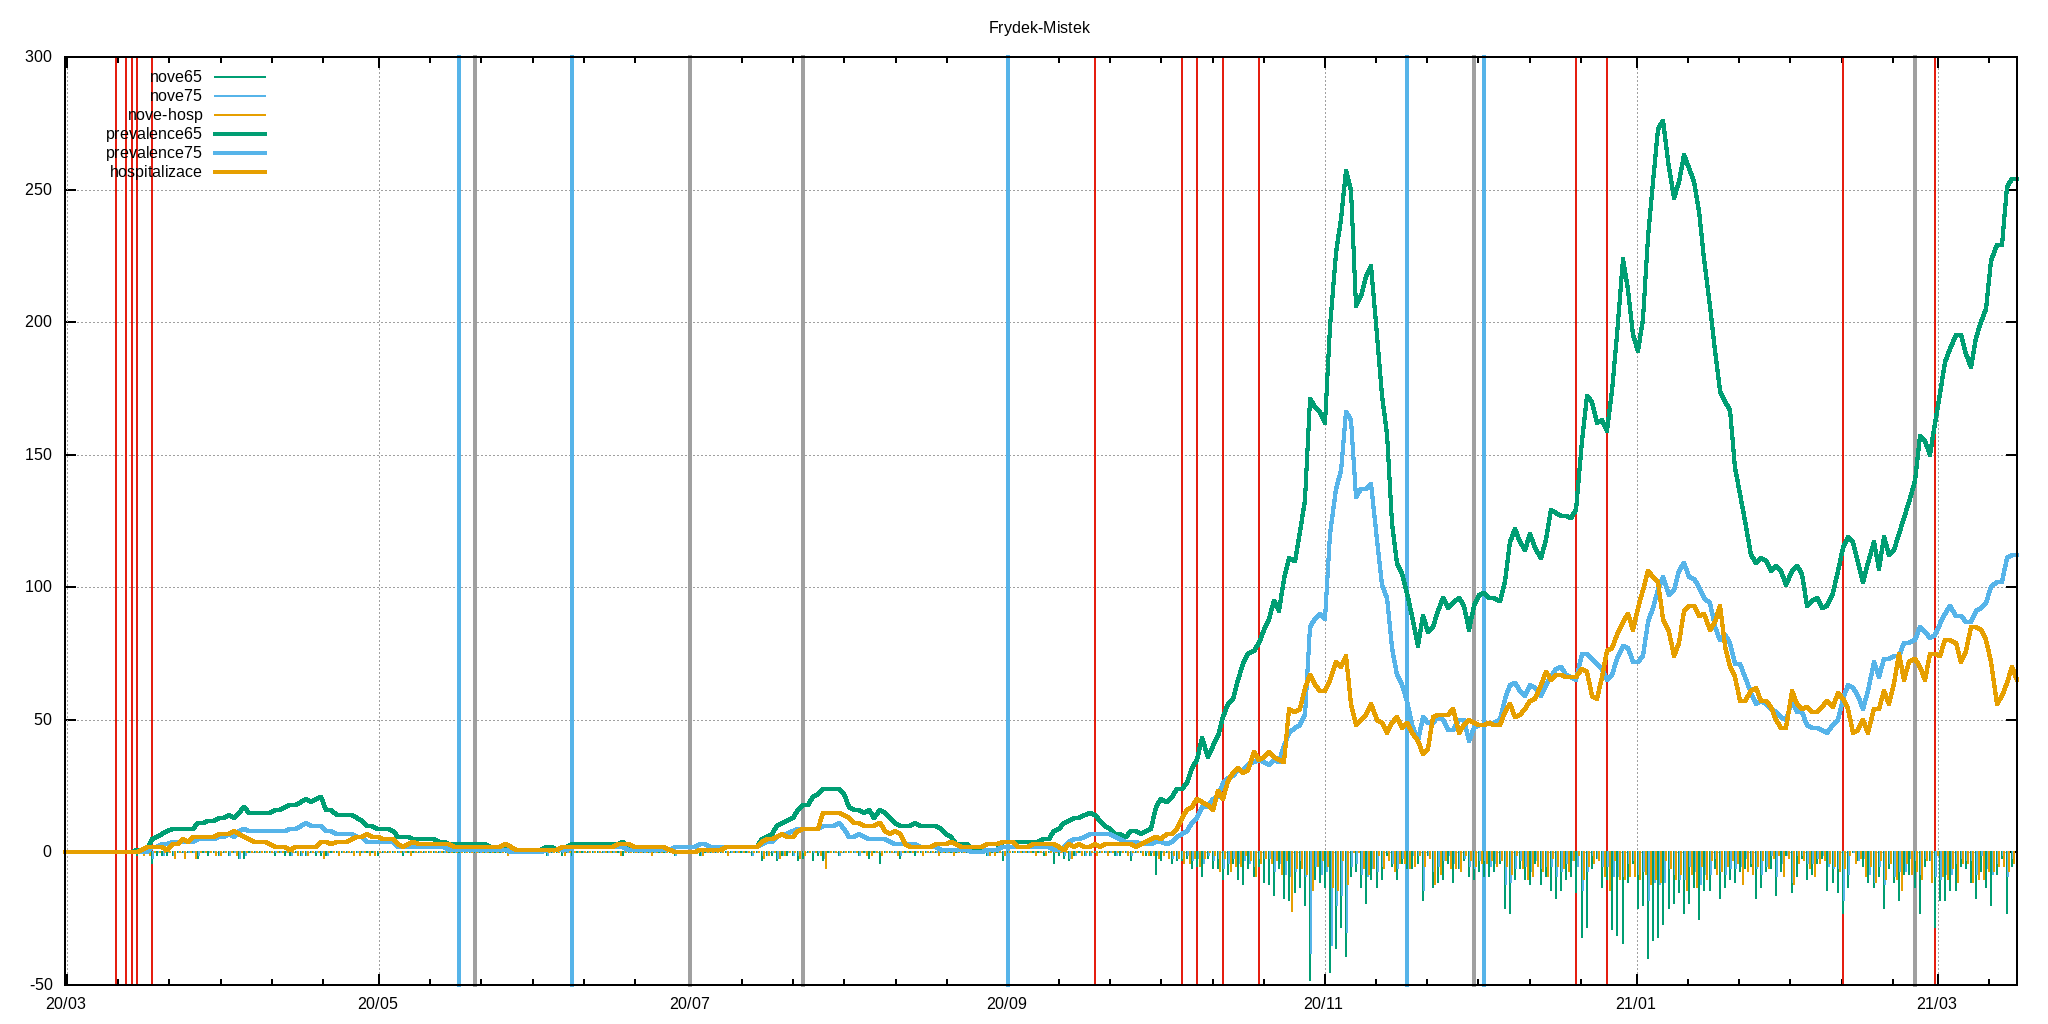 Frydek-Mistek
300
250
200
150
100
50
0
-50
nove65
nove75
nove-hosp
prevalence65
prevalence75
hospitalizace
20/03 20/05 20/07 20/09 20/11 21/01 21/03